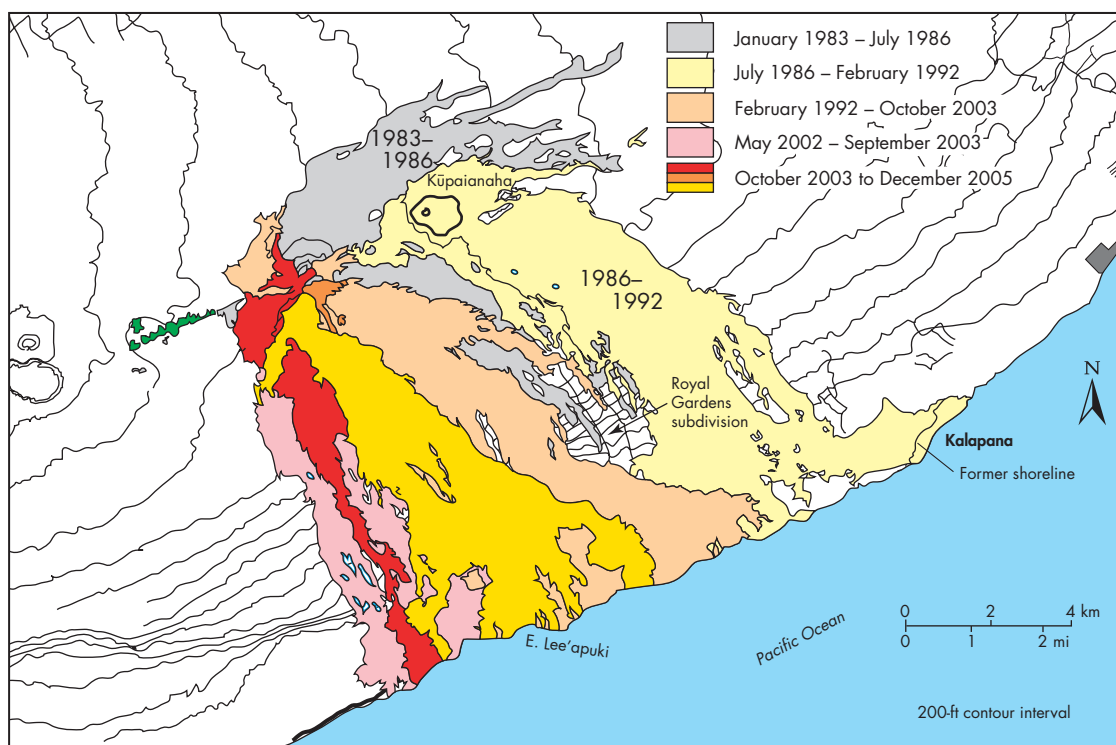 January 1983 – July 1986
July 1986 – February 1992
February 1992 – October 2003
May 2002 – September 2003
October 2003 to December 2005
1983–
1986
Kūpaianaha
1986–
1992
Royal
Gardens
subdivision
N
Kalapana
Former shoreline
E. Lee'apuki
Pacific Ocean
0 2 4 km
0 1 2 mi
200-ft contour interval